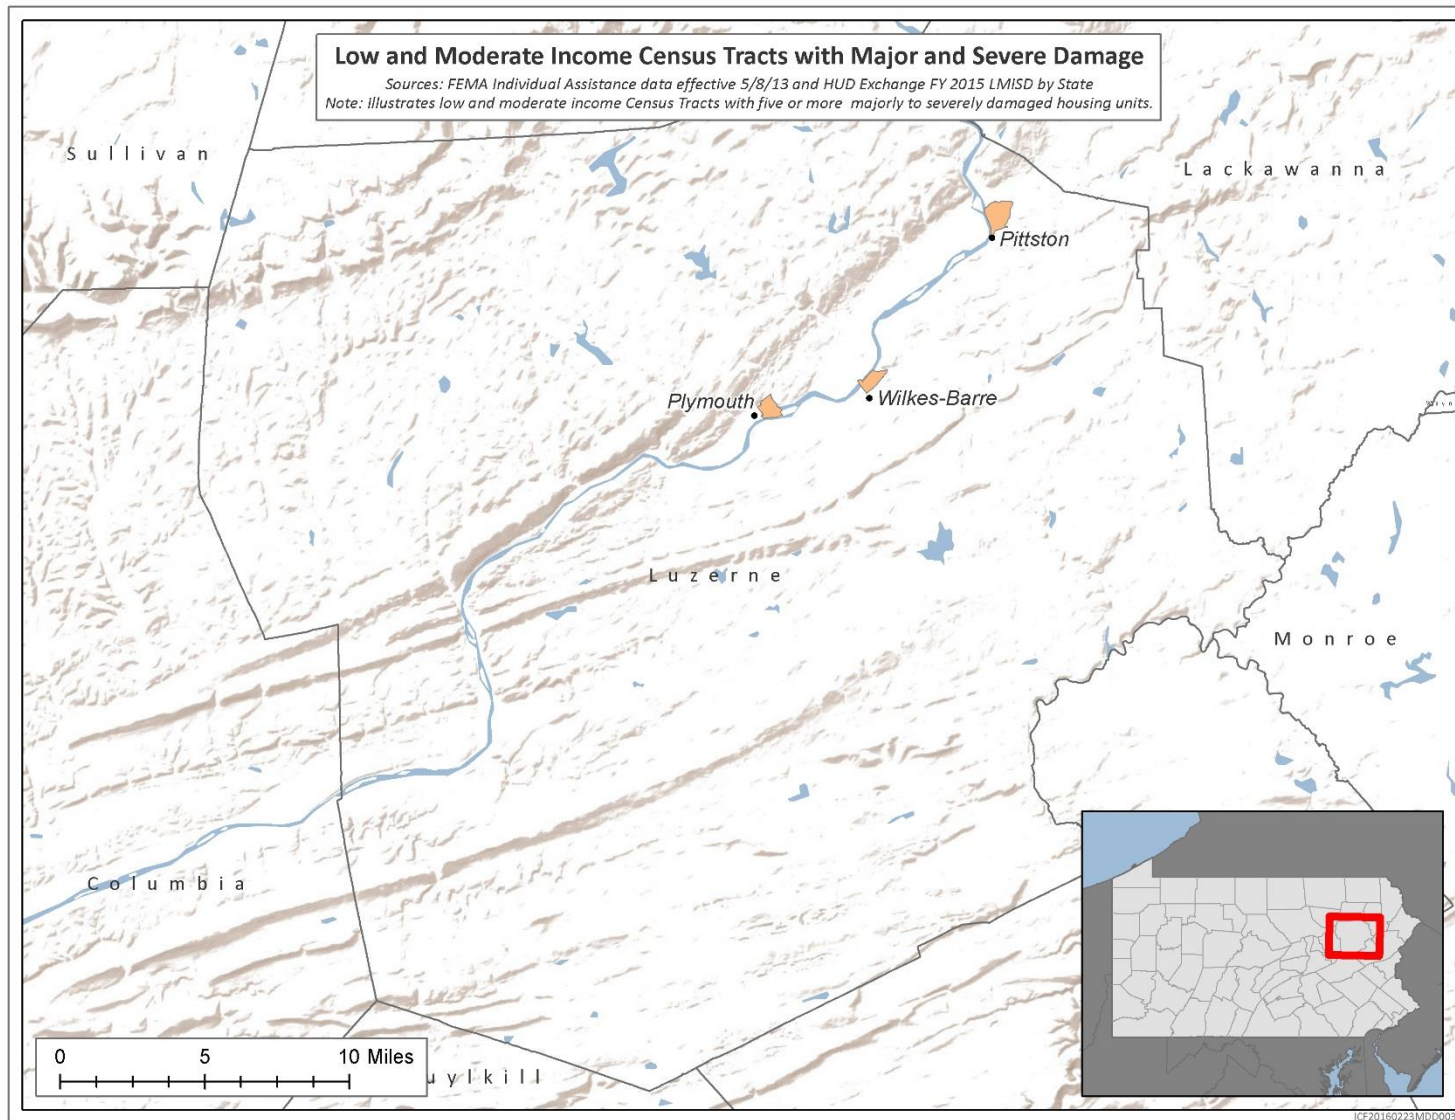 Low and Moderate Income Census Tracts with Major and Severe Damage
Sources: FEMA Individual Assistance data effective 5/8/13 and HUD Exchange FY 2015 LMISD by State
Note: Illustrates low and moderate income Census Tracts with five or more majorly to severely damaged housing units.
Sullivan
Lackawanna
Pittston
Plymouth
Wilkes-Barre
Luzerne
Monroe
Columbia
0 5 10 Miles
uylkill